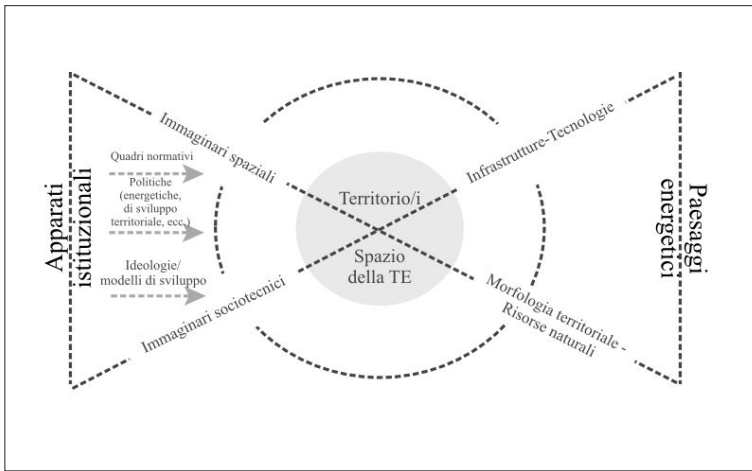 Apparati
istituzionali
Immaginari spaziali
Quadri normativi
Politiche
(energetiche,
di sviluppo
territoriale, ecc.)
Ideologie/
modelli di sviluppo
Immaginari sociotecnici
Territorio/i
Spazio
della TE
Infrastrutture-Tecnologie
Morfologia territoriale -
Risorse naturali
Paesaggi
energetici